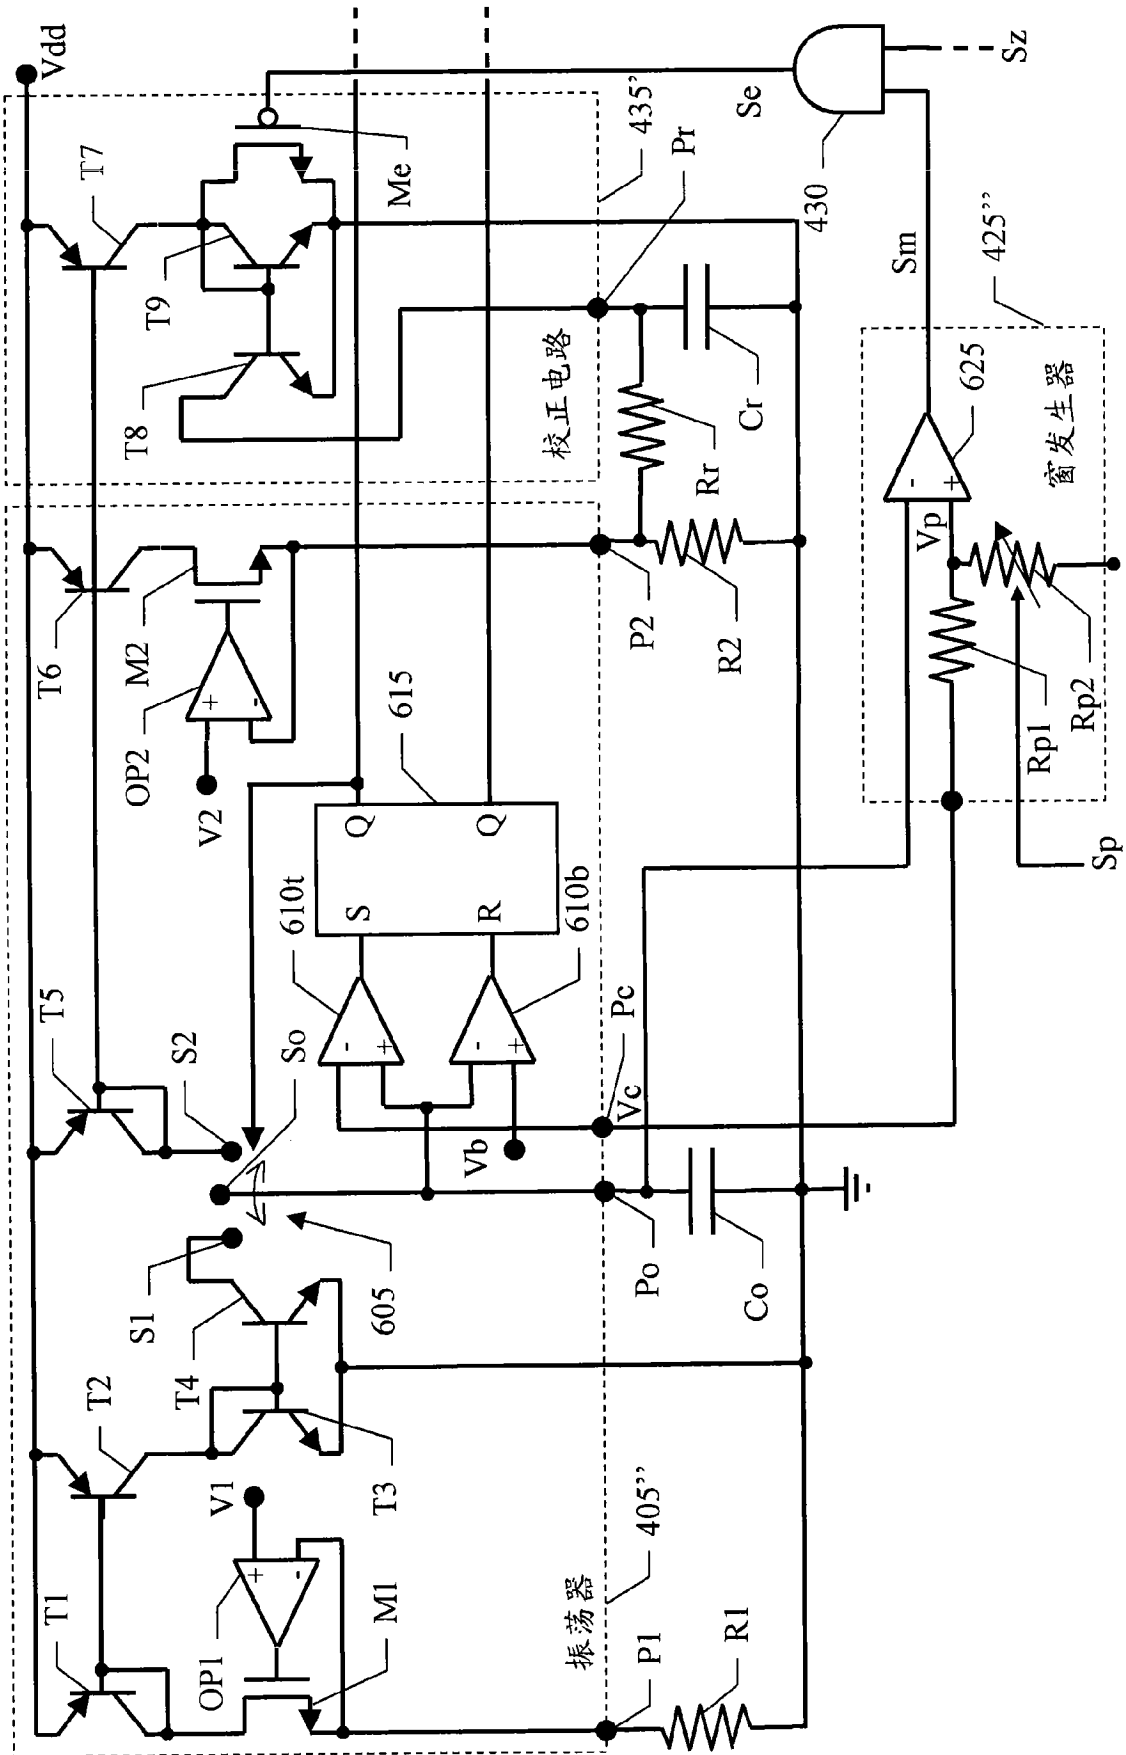 Vdd
T7
T9
T8
Me
435'
Pr
校正电路
Cr
Rr
Se
430
Sz
Sm
425''
625
窗发生器
-
+
Vp
Rp1
Rp2
Sp
T6
M2
OP2
+
-
V2
P2
R2
615
Q
Q
S
R
610t
610b
-
+
-
+
T5
S2
So
Pc
Vc
Vb
Po
Co
S1
605
T4
T2
T3
V1
405''
振荡器
T1
OP1
+
-
M1
P1
R1